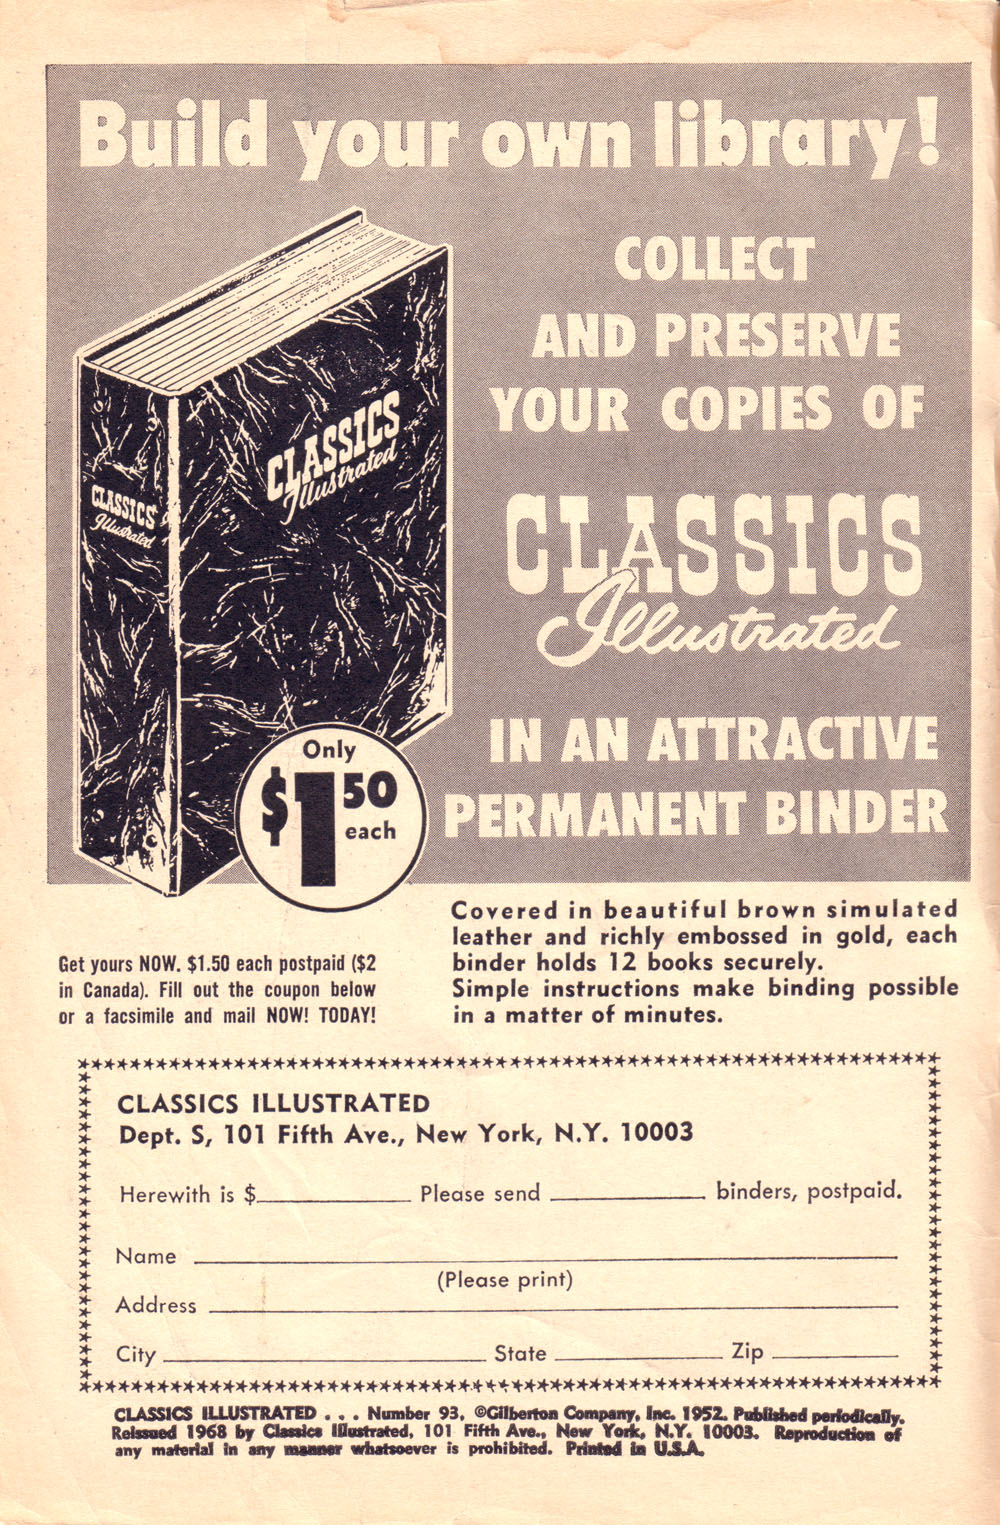 Build your own library!
COLLECT
AND PRESERVE
YOUR COPIES OF
CLASSICS
Illustrated
IN AN ATTRACTIVE
PERMANENT BINDER
CLASSICS
Illustrated
CLASSICS
Illustrated
Only
$1.50
each
Get yours NOW. $1.50 each postpaid ($2
in Canada). Fill out the coupon below
or a facsimile and mail NOW! TODAY!
Covered in beautiful brown simulated
leather and richly embossed in gold, each
binder holds 12 books securely.
Simple instructions make binding possible
in a matter of minutes.
CLASSICS ILLUSTRATED
Dept. S, 101 Fifth Ave., New York, N.Y. 10003
Herewith is $ Please send binders, postpaid.
Name
(Please print)
Address
City State Zip
CLASSICS ILLUSTRATED . . . Number 93, ©Gilberton Company, Inc. 1952. Published periodically.
Reissued 1968 by Classics Illustrated, 101 Fifth Ave., New York, N.Y. 10003. Reproduction of
any material in any manner whatsoever is prohibited. Printed in U.S.A.